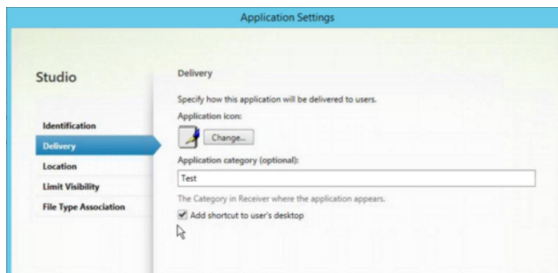 Application Settings
Studio
Identification
Delivery
Location
Limit Visibility
File Type Association
Delivery
Specify how this application will be delivered to users.
Application icon:
Change...
Application category (optional):
Test
The Category in Receiver where the application appears.
Add shortcut to user's desktop